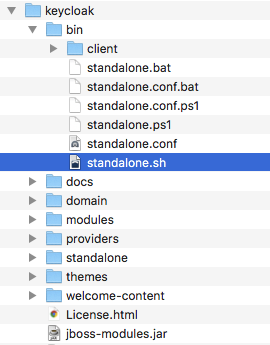 keycloak
bin
client
standalone.bat
standalone.conf.bat
standalone.conf.ps1
standalone.ps1
standalone.conf
standalone.sh
docs
domain
modules
providers
standalone
themes
welcome-content
License.html
jboss-modules.jar